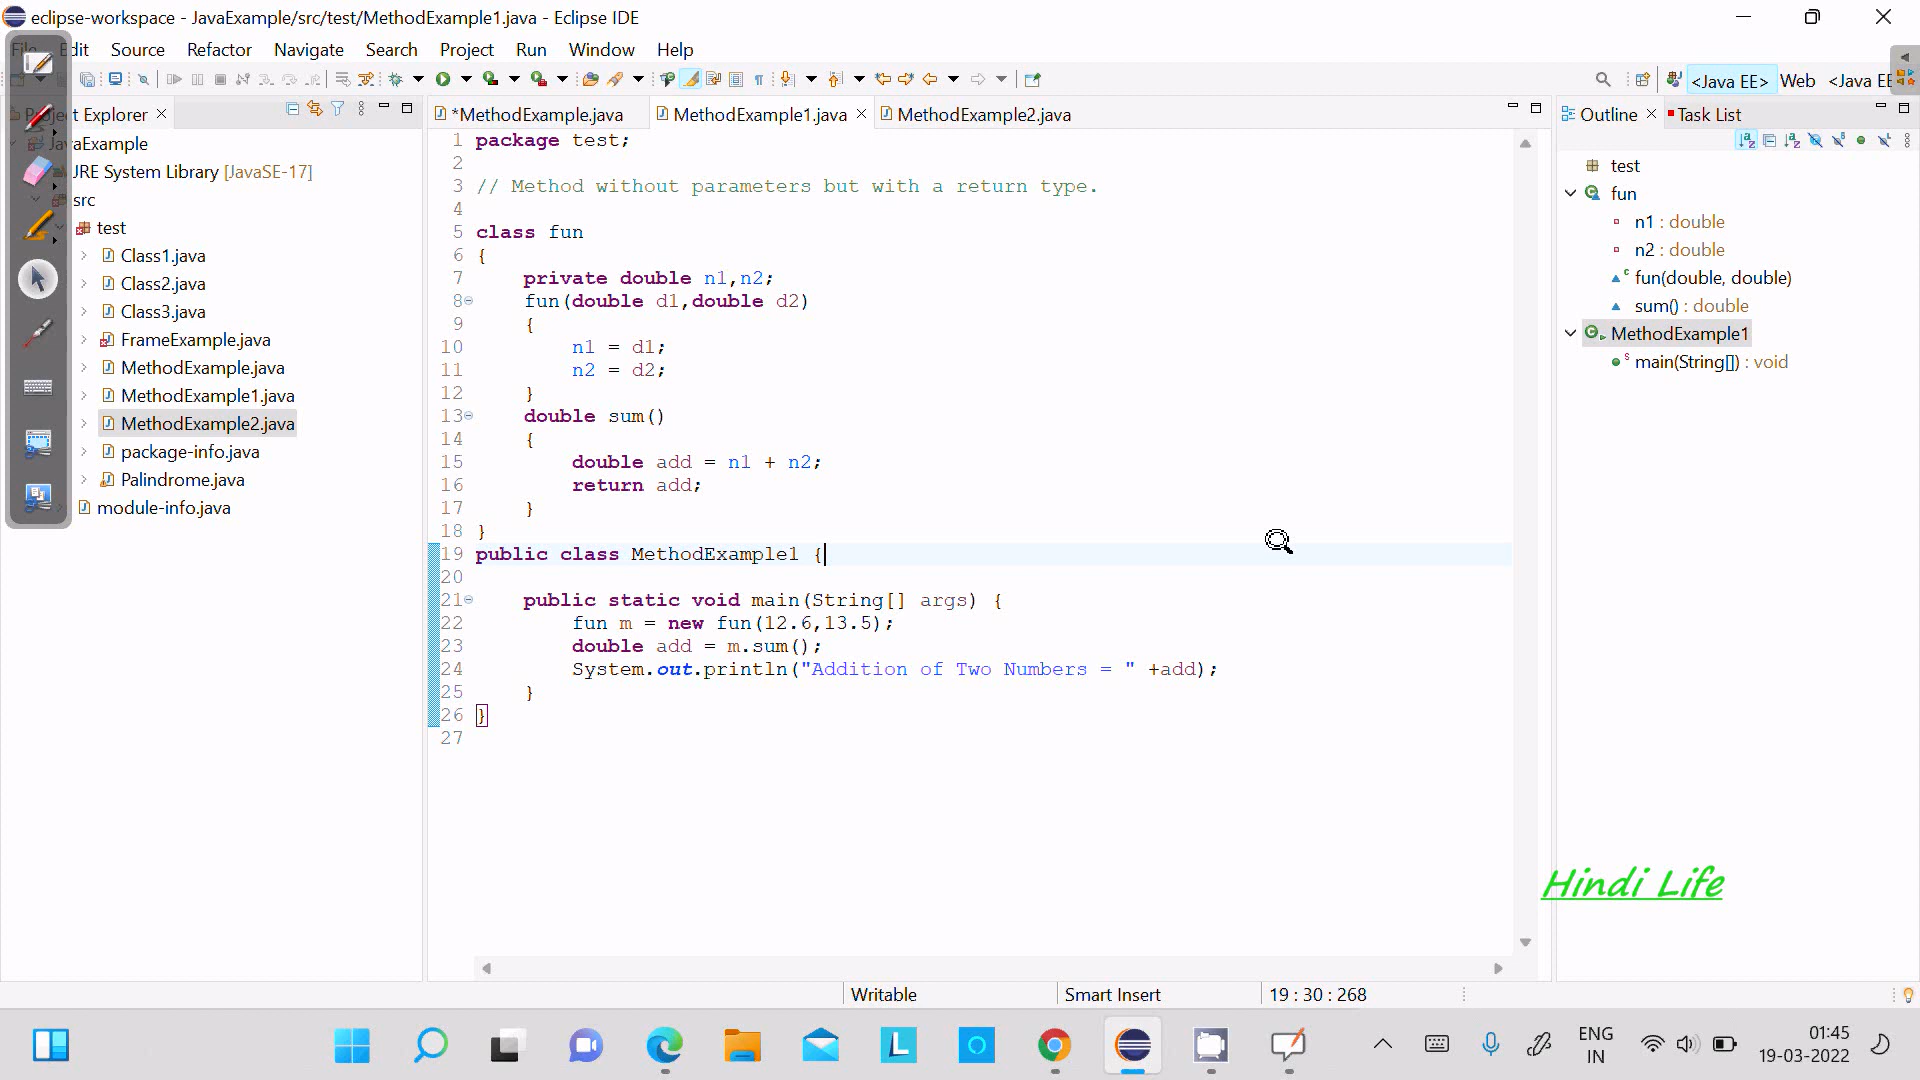 eclipse-workspace - JavaExample/src/test/MethodExample1.java - Eclipse IDE
Source Refactor Navigate Search Project Run Window Help
<Java EE> Web
Explorer
*MethodExample.java MethodExample1.java MethodExample2.java
Outline Task List
JavaExample
JRE System Library [JavaSE-17]
src
test
Class1.java
Class2.java
Class3.java
FrameExample.java
MethodExample.java
MethodExample1.java
MethodExample2.java
package-info.java
Palindrome.java
module-info.java
1 package test;
2
3 // Method without parameters but with a return type.
4
5 class fun
6 {
7 private double n1,n2;
8 fun(double d1,double d2)
9 {
10 n1 = d1;
11 n2 = d2;
12 }
13 double sum()
14 {
15 double add = n1 + n2;
16 return add;
17 }
18 }
19 public class MethodExample1 {
20
21 public static void main(String[] args) {
22 fun m = new fun(12.6,13.5);
23 double add = m.sum();
24 System.out.println("Addition of Two Numbers = " +add);
25 }
26 }
27
test
fun
n1 : double
n2 : double
fun(double, double)
sum() : double
MethodExample1
main(String[]) : void
Hindi Life
Writable Smart Insert 19 : 30 : 268
ENG
IN
01:45
19-03-2022